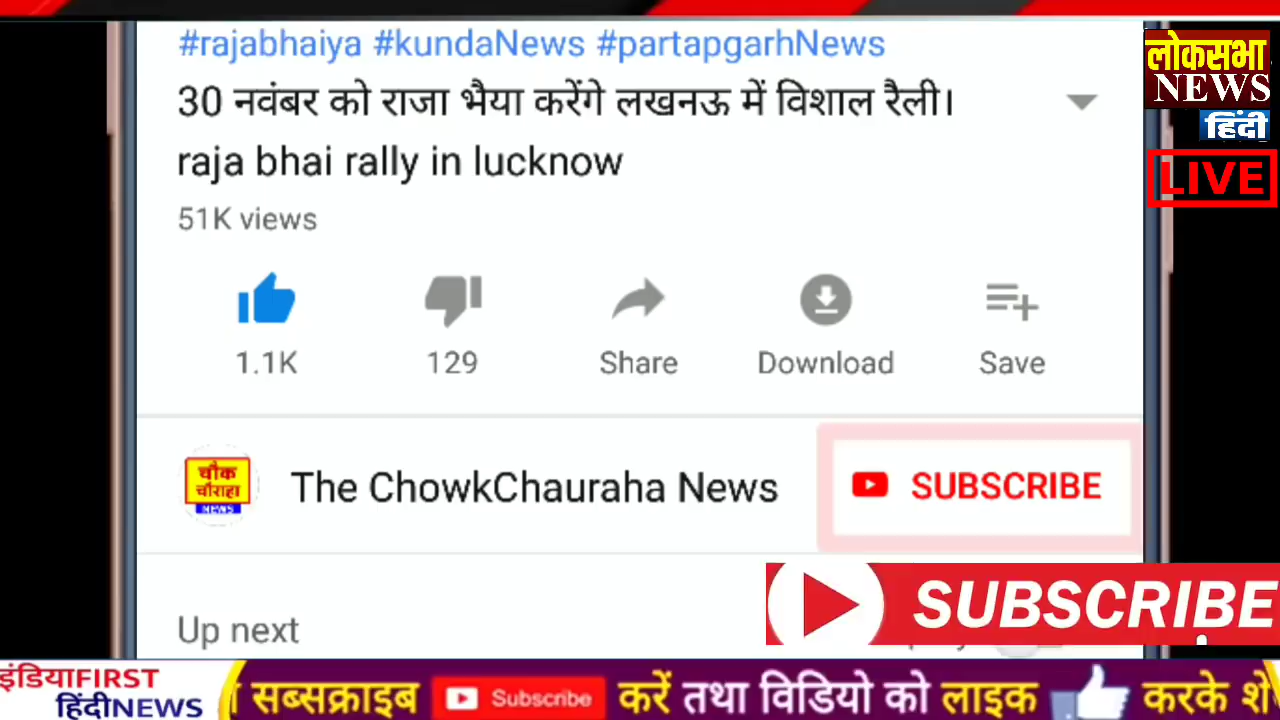 #rajabhaiya #kundaNews #partapgarhNews
30 नवंबर को राजा भैया करेंगे लखनऊ में विशाल रैली।
raja bhai rally in lucknow
51K views
1.1K 129 Share Download Save
चौक
चौराहा
NEWS
The ChowkChauraha News
SUBSCRIBE
Up next
SUBSCRIBE
लोकसभा
NEWS
हिंदी
LIVE
इंडियाFIRST
हिंदीNEWS
सब्सक्राइब Subscribe करें तथा विडियो को लाइक करके शे